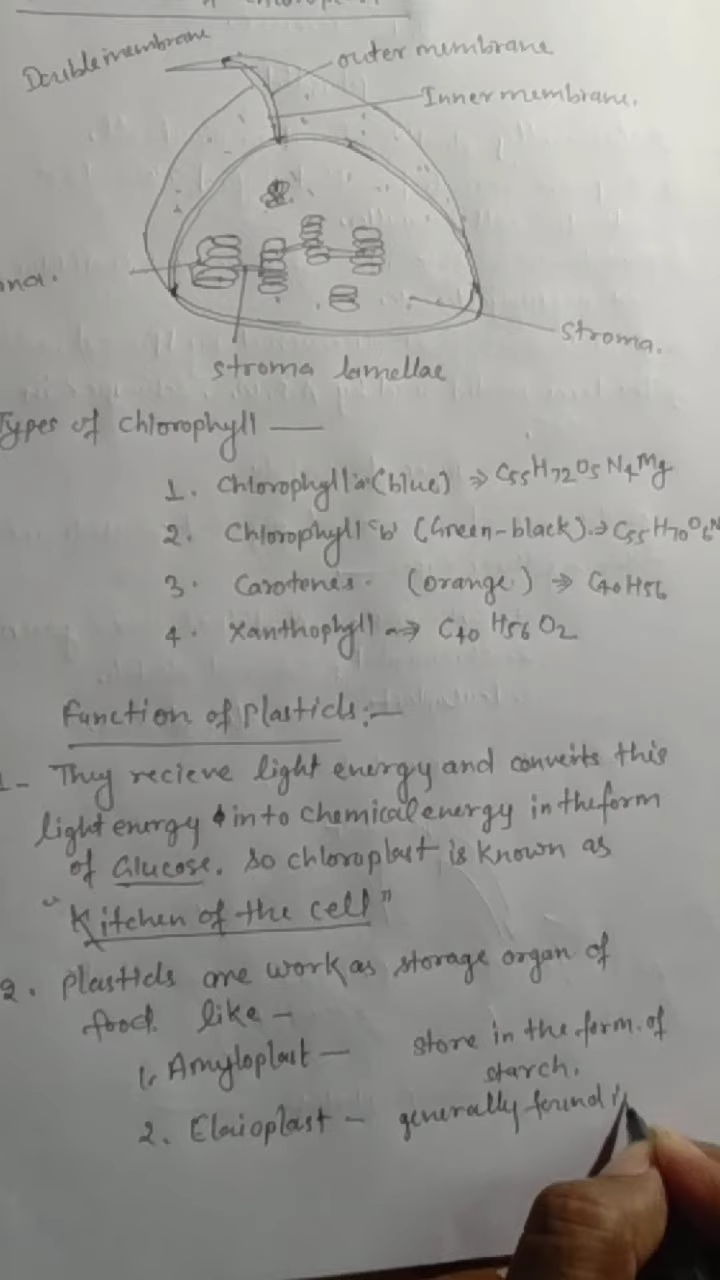 Double membrane
outer membrane
Inner membrane.
stroma.
stroma lamellae
Types of chlorophyll —
1. Chlorophyll 'a' (blue) ⇒ C55H72O5N4Mg
2. Chlorophyll 'b' (Green-black) ⇒ C55H70O6N
3. Carotenes. (orange) ⇒ C40H56
4. Xanthophyll ⇒ C40H56O2
Function of plastids:—
1- They recieve light energy and converts this
light energy into chemical energy in the form
of Glucose. so chloroplast is known as
"Kitchen of the cell"
2. plastids are work as storage organ of
food like -
1. Amyloplast — store in the form of
starch.
2. Elaioplast - generally found